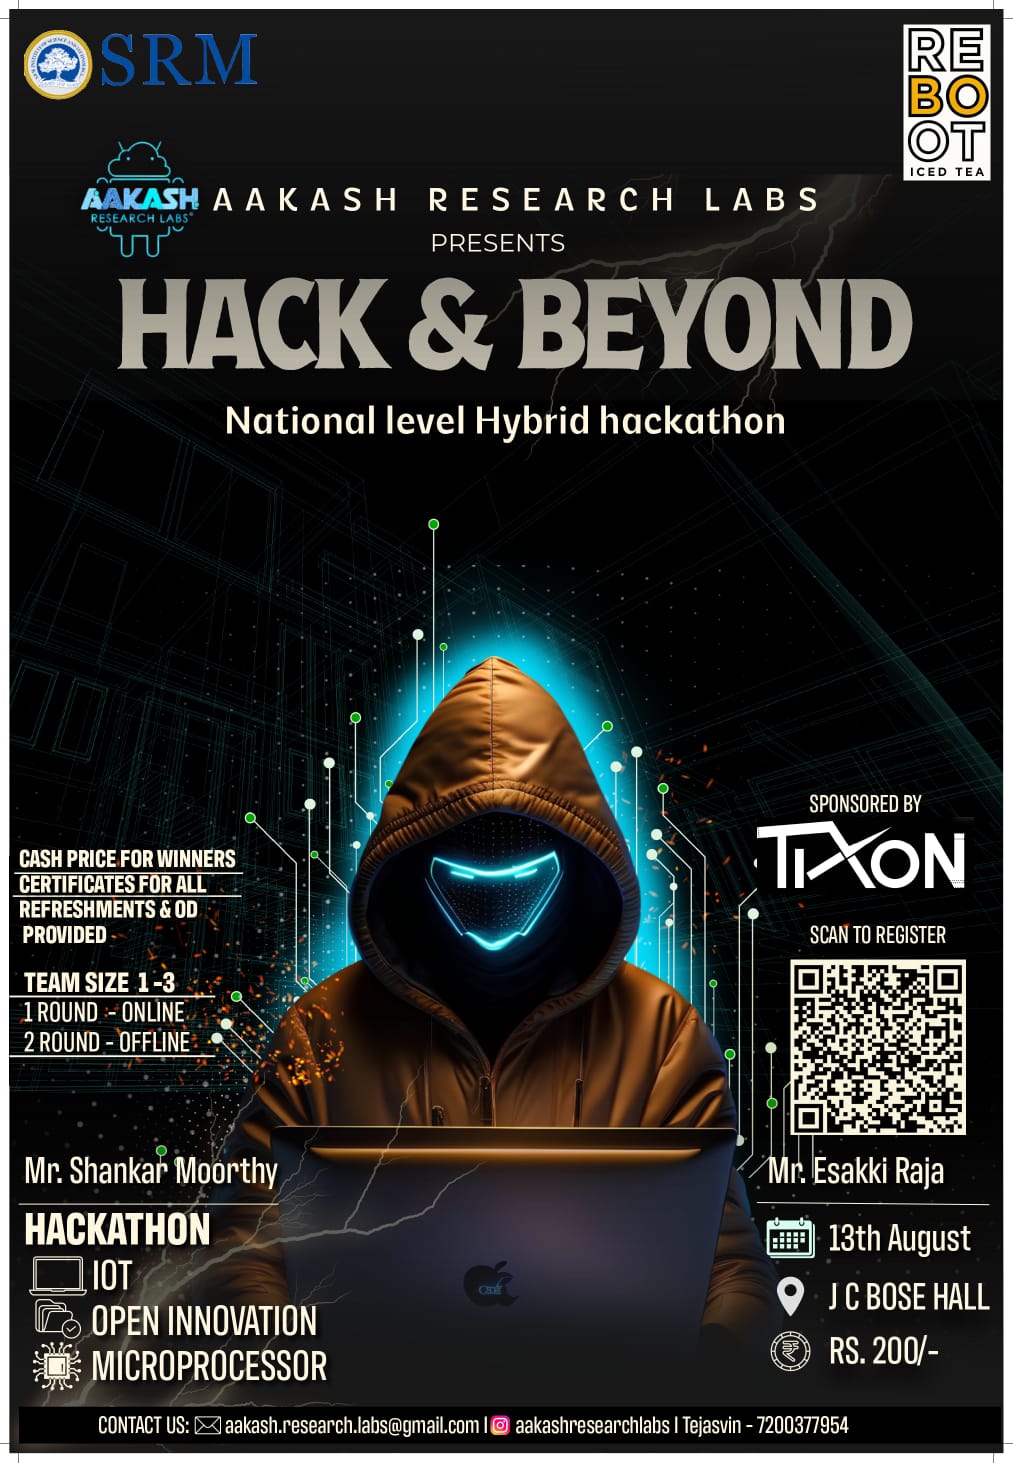 SRM
RE
BO
OT
ICED TEA
AAKASH
RESEARCH LABS
AAKASH RESEARCH LABS
PRESENTS
HACK & BEYOND
National level Hybrid hackathon
SPONSORED BY
TIXON
CASH PRICE FOR WINNERS
CERTIFICATES FOR ALL
REFRESHMENTS & OD
PROVIDED
SCAN TO REGISTER
TEAM SIZE 1 -3
1 ROUND - ONLINE
2 ROUND - OFFLINE
Mr. Shankar Moorthy
Mr. Esakki Raja
HACKATHON
IOT
OPEN INNOVATION
MICROPROCESSOR
13th August
J C BOSE HALL
RS. 200/-
CONTACT US: aakash.research.labs@gmail.com I aakashresearchlabs I Tejasvin - 7200377954